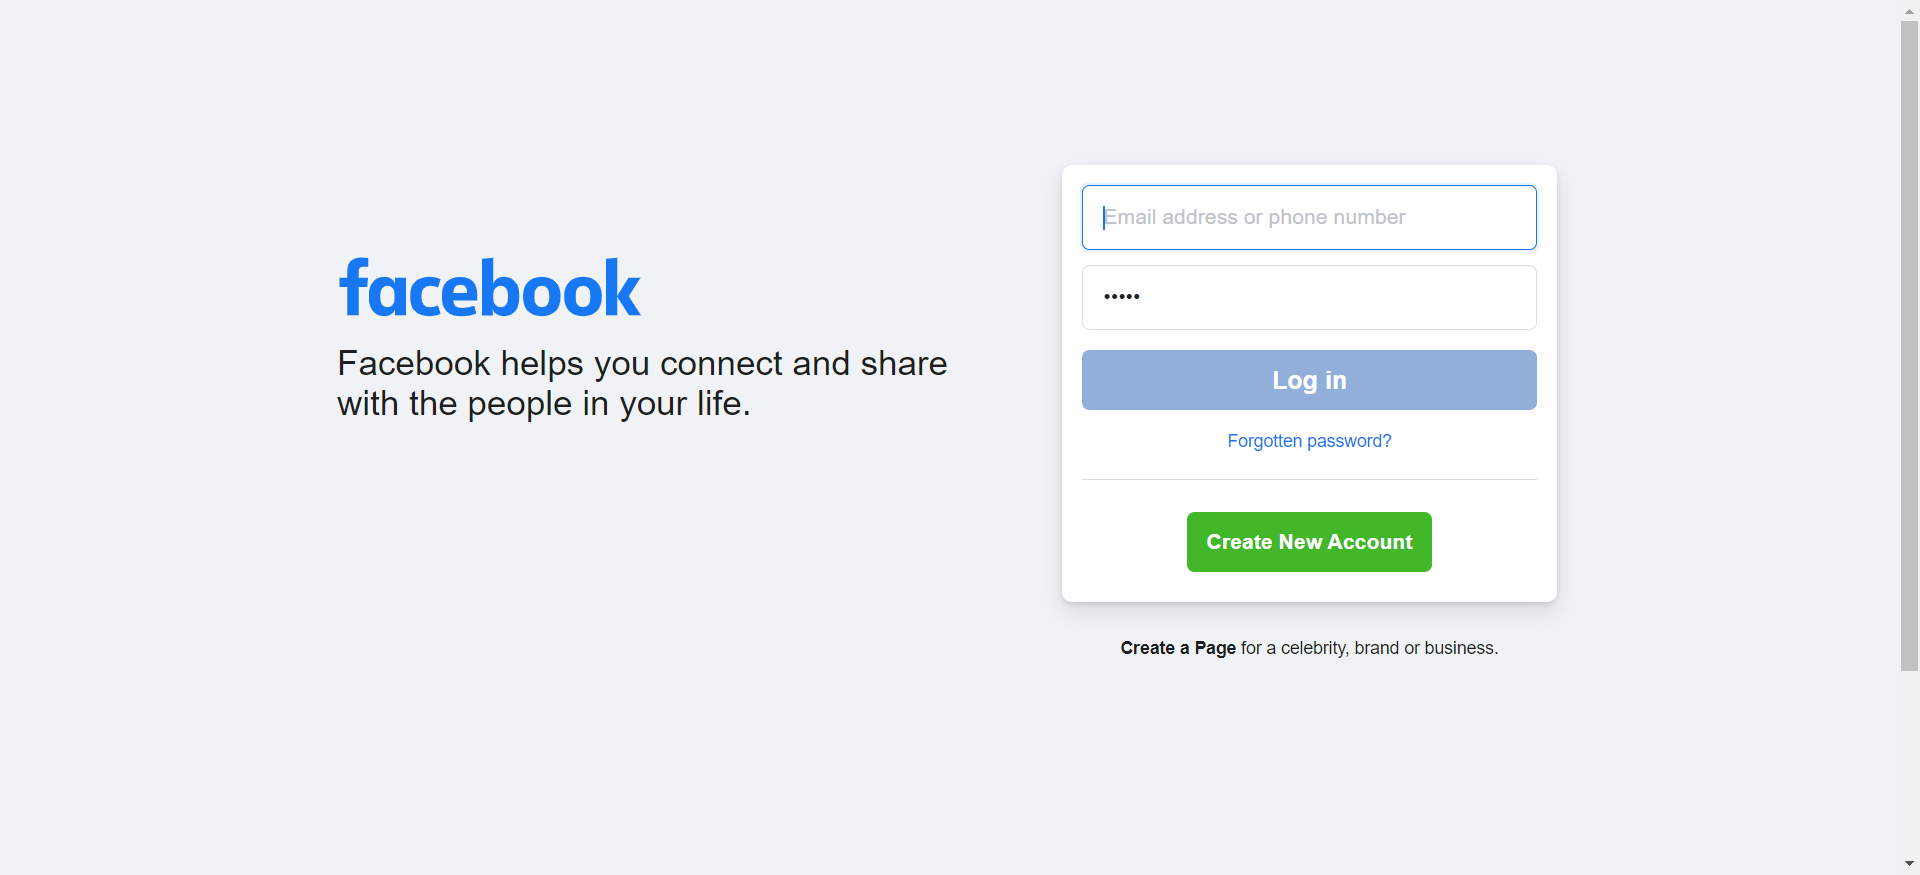 facebook
Facebook helps you connect and share
with the people in your life.
Email address or phone number
•••••
Log in
Forgotten password?
Create New Account
Create a Page for a celebrity, brand or business.